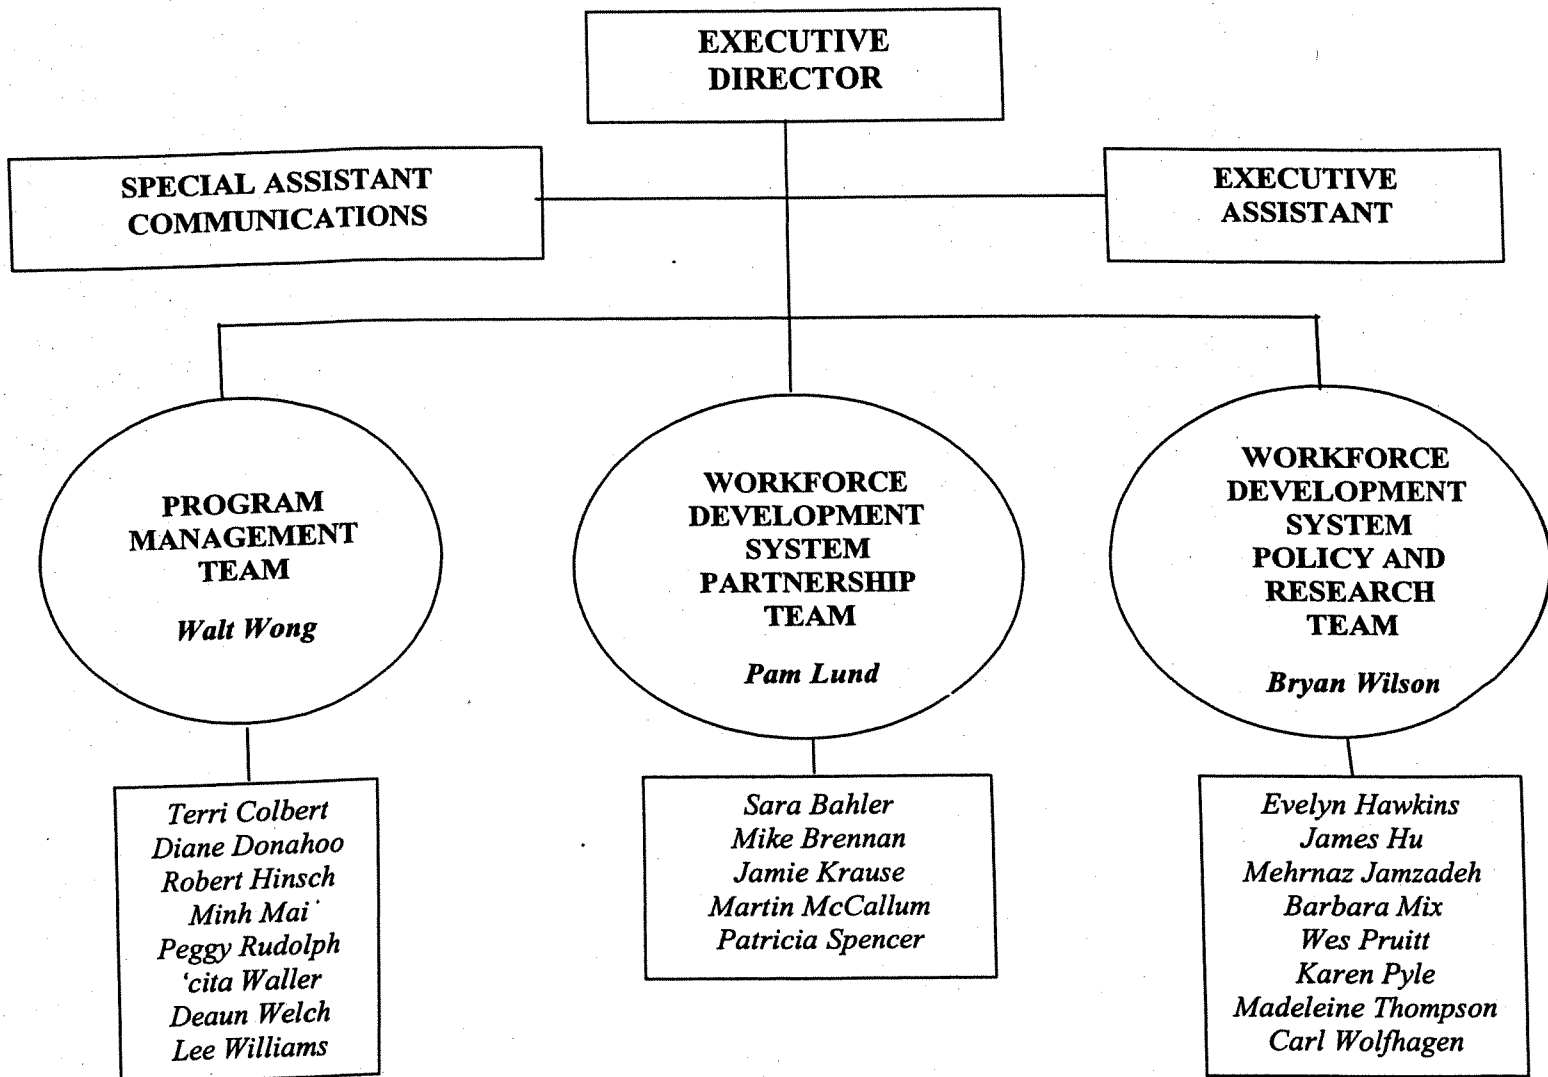 EXECUTIVE
DIRECTOR
SPECIAL ASSISTANT
COMMUNICATIONS
EXECUTIVE
ASSISTANT
PROGRAM
MANAGEMENT
TEAM
Walt Wong
WORKFORCE
DEVELOPMENT
SYSTEM
PARTNERSHIP
TEAM
Pam Lund
WORKFORCE
DEVELOPMENT
SYSTEM
POLICY AND
RESEARCH
TEAM
Bryan Wilson
Terri Colbert
Diane Donahoo
Robert Hinsch
Minh Mai
Peggy Rudolph
‘cita Waller
Deaun Welch
Lee Williams
Sara Bahler
Mike Brennan
Jamie Krause
Martin McCallum
Patricia Spencer
Evelyn Hawkins
James Hu
Mehrnaz Jamzadeh
Barbara Mix
Wes Pruitt
Karen Pyle
Madeleine Thompson
Carl Wolfhagen